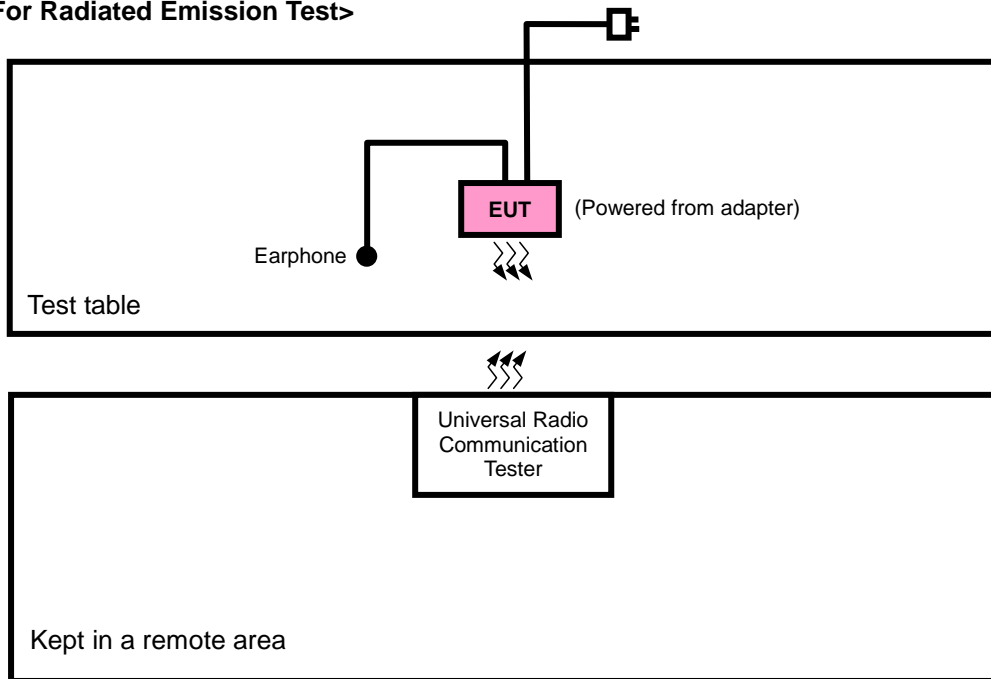 For Radiated Emission Test>
EUT
(Powered from adapter)
Earphone
Test table
Universal Radio
Communication
Tester
Kept in a remote area